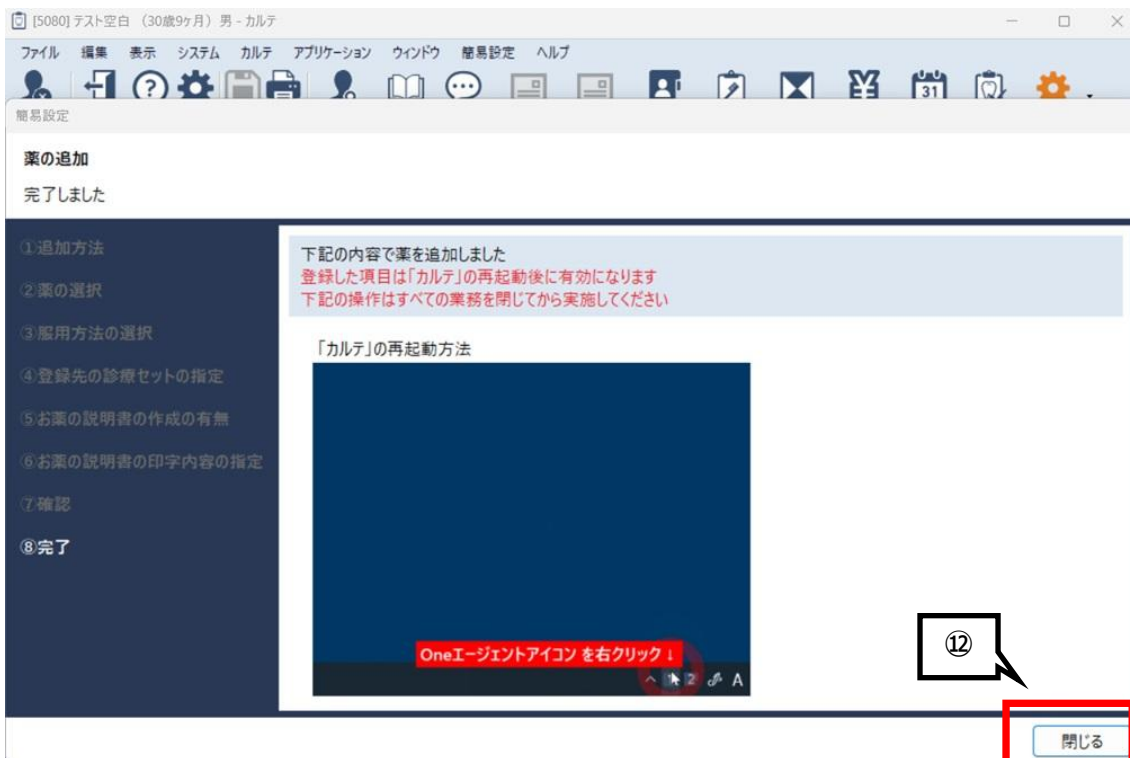 [5080] テスト空白 （30歳9ヶ月）男 - カルテ
ファイル 編集 表示 システム カルテ アプリケーション ウィンドウ 簡易設定 ヘルプ
31
簡易設定
薬の追加
完了しました
①追加方法
②薬の選択
③服用方法の選択
④登録先の診療セットの指定
⑤お薬の説明書の作成の有無
⑥お薬の説明書の印字内容の指定
⑦確認
⑧完了
下記の内容で薬を追加しました
登録した項目は「カルテ」の再起動後に有効になります
下記の操作はすべての業務を閉じてから実施してください
「カルテ」の再起動方法
Oneエージェントアイコン を右クリック ↓
2 A
⑫
閉じる